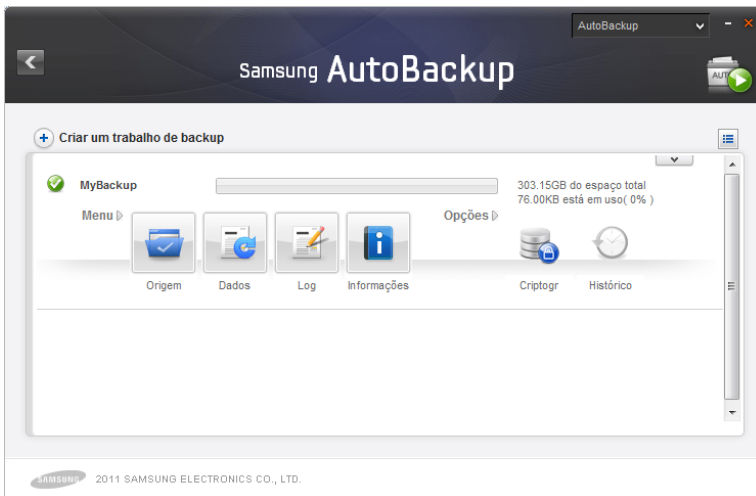 AutoBackup
Samsung AutoBackup
AUTO
Criar um trabalho de backup
MyBackup
303.15GB do espaço total
76.00KB está em uso( 0% )
Menu
Opções
Origem
Dados
Log
Informações
Criptogr
Histórico
SAMSUNG
2011 SAMSUNG ELECTRONICS CO., LTD.